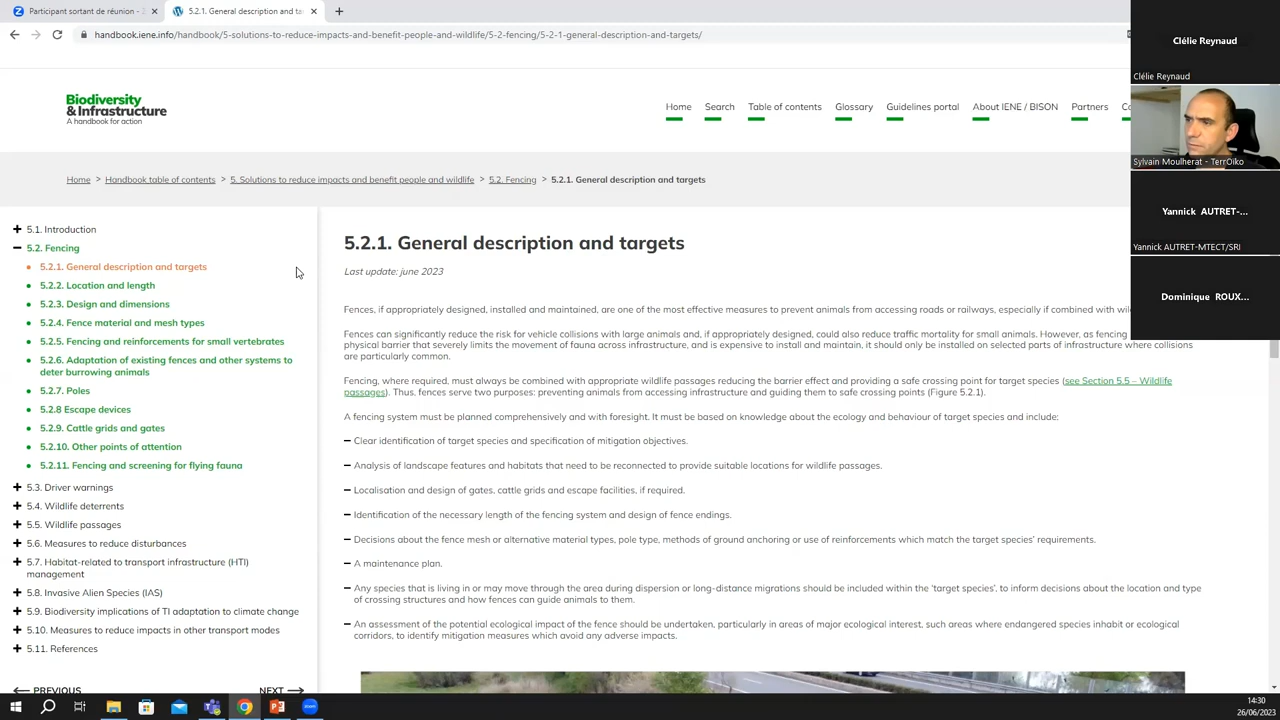 Participant sortant de réunion - Z
5.2.1. General description and ta
handbook.iene.info/handbook/5-solutions-to-reduce-impacts-and-benefit-people-and-wildlife/5-2-fencing/5-2-1-general-description-and-targets/
Biodiversity
& Infrastructure
A handbook for action
Home Search Table of contents Glossary Guidelines portal About IENE / BISON Partners
Home > Handbook table of contents > 5. Solutions to reduce impacts and benefit people and wildlife > 5.2. Fencing > 5.2.1. General description and targets
5.1. Introduction
5.2. Fencing
5.2.1. General description and targets
5.2.2. Location and length
5.2.3. Design and dimensions
5.2.4. Fence material and mesh types
5.2.5. Fencing and reinforcements for small vertebrates
5.2.6. Adaptation of existing fences and other systems to
deter burrowing animals
5.2.7. Poles
5.2.8 Escape devices
5.2.9. Cattle grids and gates
5.2.10. Other points of attention
5.2.11. Fencing and screening for flying fauna
5.3. Driver warnings
5.4. Wildlife deterrents
5.5. Wildlife passages
5.6. Measures to reduce disturbances
5.7. Habitat-related to transport infrastructure (HTI)
management
5.8. Invasive Alien Species (IAS)
5.9. Biodiversity implications of TI adaptation to climate change
5.10. Measures to reduce impacts in other transport modes
5.11. References
PREVIOUS NEXT
5.2.1. General description and targets
Last update: june 2023
Fences, if appropriately designed, installed and maintained, are one of the most effective measures to prevent animals from accessing roads or railways, especially if combined with
Fences can significantly reduce the risk for vehicle collisions with large animals and, if appropriately designed, could also reduce traffic mortality for small animals. However, as fencing
physical barrier that severely limits the movement of fauna across infrastructure, and is expensive to install and maintain, it should only be installed on selected parts of infrastructure where collisions
are particularly common.
Fencing, where required, must always be combined with appropriate wildlife passages reducing the barrier effect and providing a safe crossing point for target species (see Section 5.5 – Wildlife
passages). Thus, fences serve two purposes: preventing animals from accessing infrastructure and guiding them to safe crossing points (Figure 5.2.1).
A fencing system must be planned comprehensively and with foresight. It must be based on knowledge about the ecology and behaviour of target species and include:
Clear identification of target species and specification of mitigation objectives.
Analysis of landscape features and habitats that need to be reconnected to provide suitable locations for wildlife passages.
Localisation and design of gates, cattle grids and escape facilities, if required.
Identification of the necessary length of the fencing system and design of fence endings.
Decisions about the fence mesh or alternative material types, pole type, methods of ground anchoring or use of reinforcements which match the target species' requirements.
A maintenance plan.
Any species that is living in or may move through the area during dispersion or long-distance migrations should be included within the 'target species', to inform decisions about the location and type
of crossing structures and how fences can guide animals to them.
An assessment of the potential ecological impact of the fence should be undertaken, particularly in areas of major ecological interest, such areas where endangered species inhabit or ecological
corridors, to identify mitigation measures which avoid any adverse impacts.
Clélie Reynaud
Clélie Reynaud
Sylvain Moulherat - TerrOïko
Yannick AUTRET-...
Yannick AUTRET-MTECT/SRI
Dominique ROUX...
zoom
14:30
26/06/2023